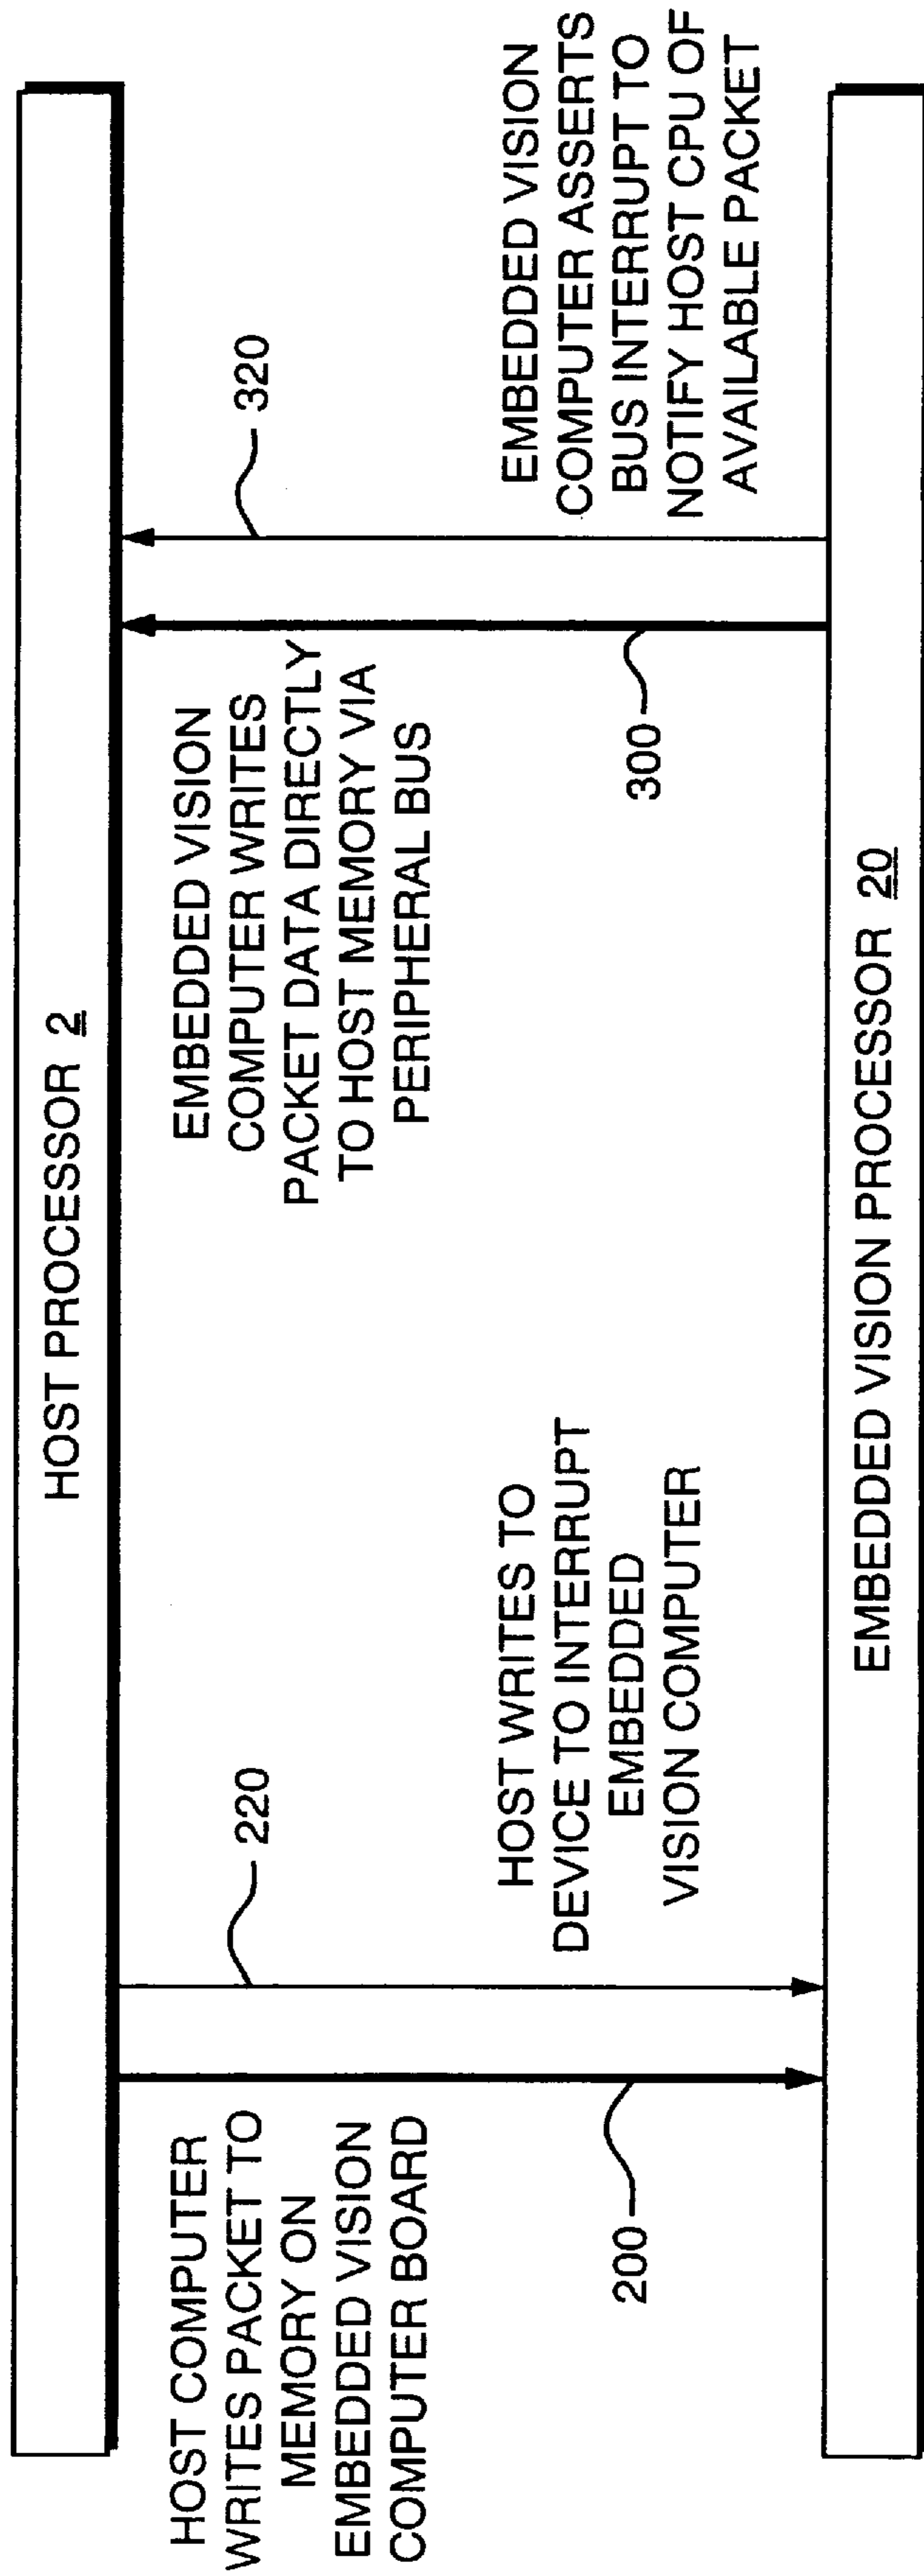 HOST PROCESSOR 2
HOST COMPUTER
WRITES PACKET TO
MEMORY ON
EMBEDDED VISION
COMPUTER BOARD
200
220
HOST WRITES TO
DEVICE TO INTERRUPT
EMBEDDED
VISION COMPUTER
EMBEDDED VISION
COMPUTER WRITES
PACKET DATA DIRECTLY
TO HOST MEMORY VIA
PERIPHERAL BUS
300
320
EMBEDDED VISION
COMPUTER ASSERTS
BUS INTERRUPT TO
NOTIFY HOST CPU OF
AVAILABLE PACKET
EMBEDDED VISION PROCESSOR 20